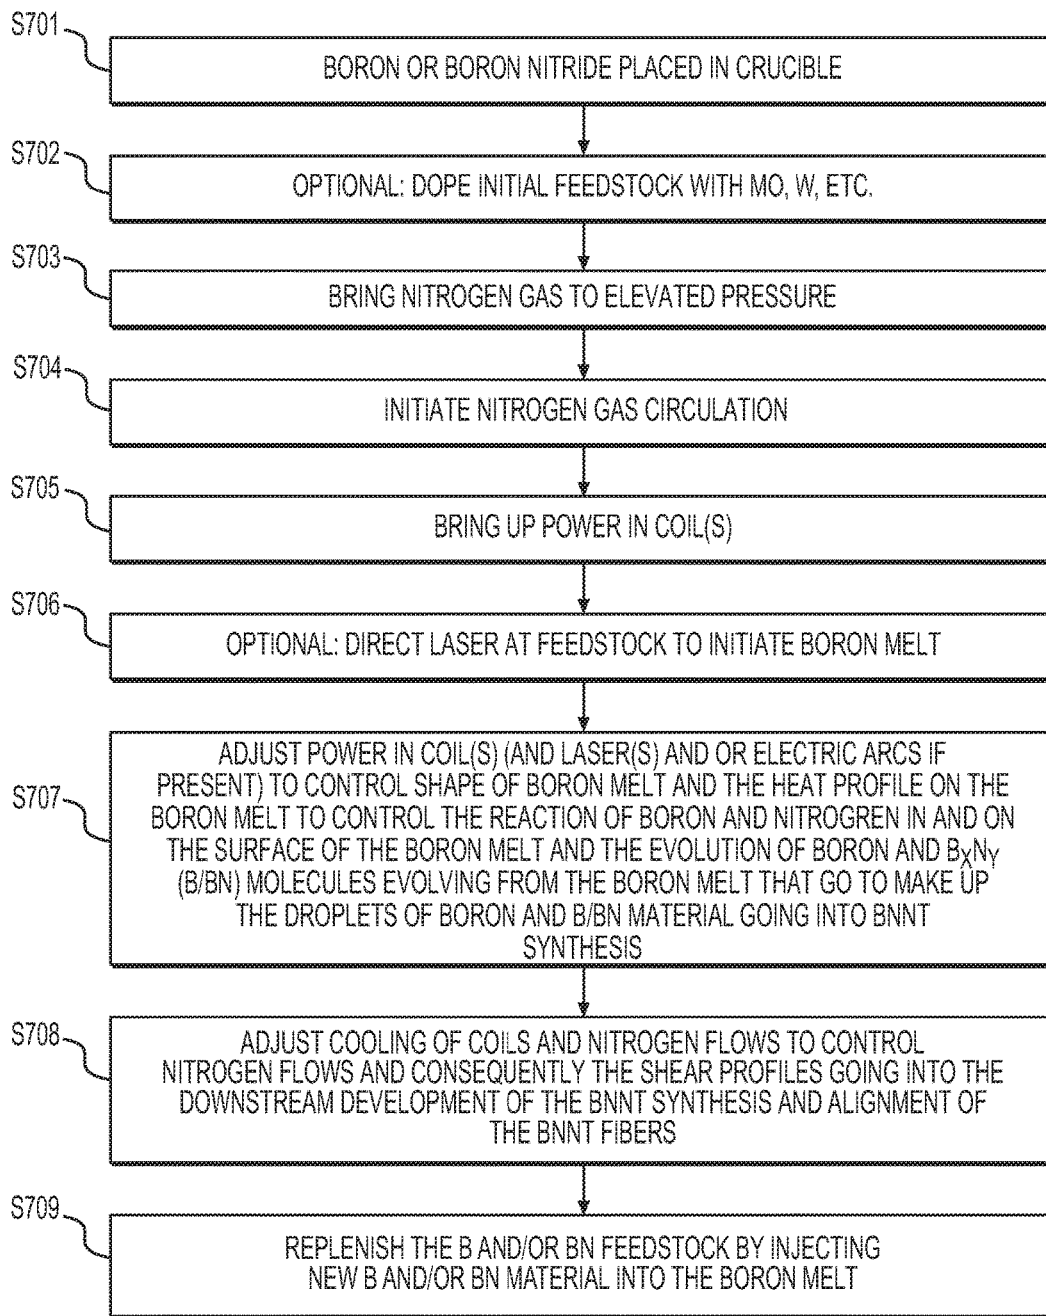 S701
BORON OR BORON NITRIDE PLACED IN CRUCIBLE
S702
OPTIONAL: DOPE INITIAL FEEDSTOCK WITH MO, W, ETC.
S703
BRING NITROGEN GAS TO ELEVATED PRESSURE
S704
INITIATE NITROGEN GAS CIRCULATION
S705
BRING UP POWER IN COIL(S)
S706
OPTIONAL: DIRECT LASER AT FEEDSTOCK TO INITIATE BORON MELT
S707
ADJUST POWER IN COIL(S) (AND LASER(S) AND OR ELECTRIC ARCS IF
PRESENT) TO CONTROL SHAPE OF BORON MELT AND THE HEAT PROFILE ON THE
BORON MELT TO CONTROL THE REACTION OF BORON AND NITROGREN IN AND ON
THE SURFACE OF THE BORON MELT AND THE EVOLUTION OF BORON AND BXNY
(B/BN) MOLECULES EVOLVING FROM THE BORON MELT THAT GO TO MAKE UP
THE DROPLETS OF BORON AND B/BN MATERIAL GOING INTO BNNT
SYNTHESIS
S708
ADJUST COOLING OF COILS AND NITROGEN FLOWS TO CONTROL
NITROGEN FLOWS AND CONSEQUENTLY THE SHEAR PROFILES GOING INTO THE
DOWNSTREAM DEVELOPMENT OF THE BNNT SYNTHESIS AND ALIGNMENT OF
THE BNNT FIBERS
S709
REPLENISH THE B AND/OR BN FEEDSTOCK BY INJECTING
NEW B AND/OR BN MATERIAL INTO THE BORON MELT